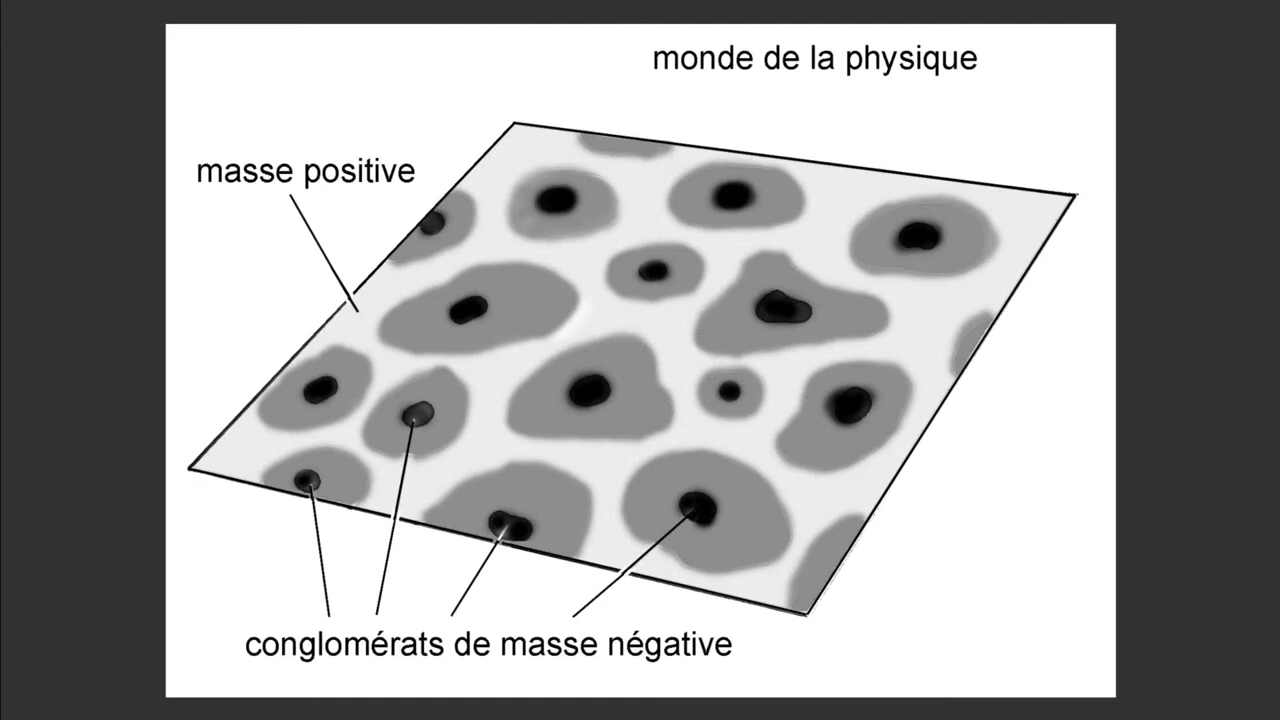 monde de la physique
masse positive
conglomérats de masse négative